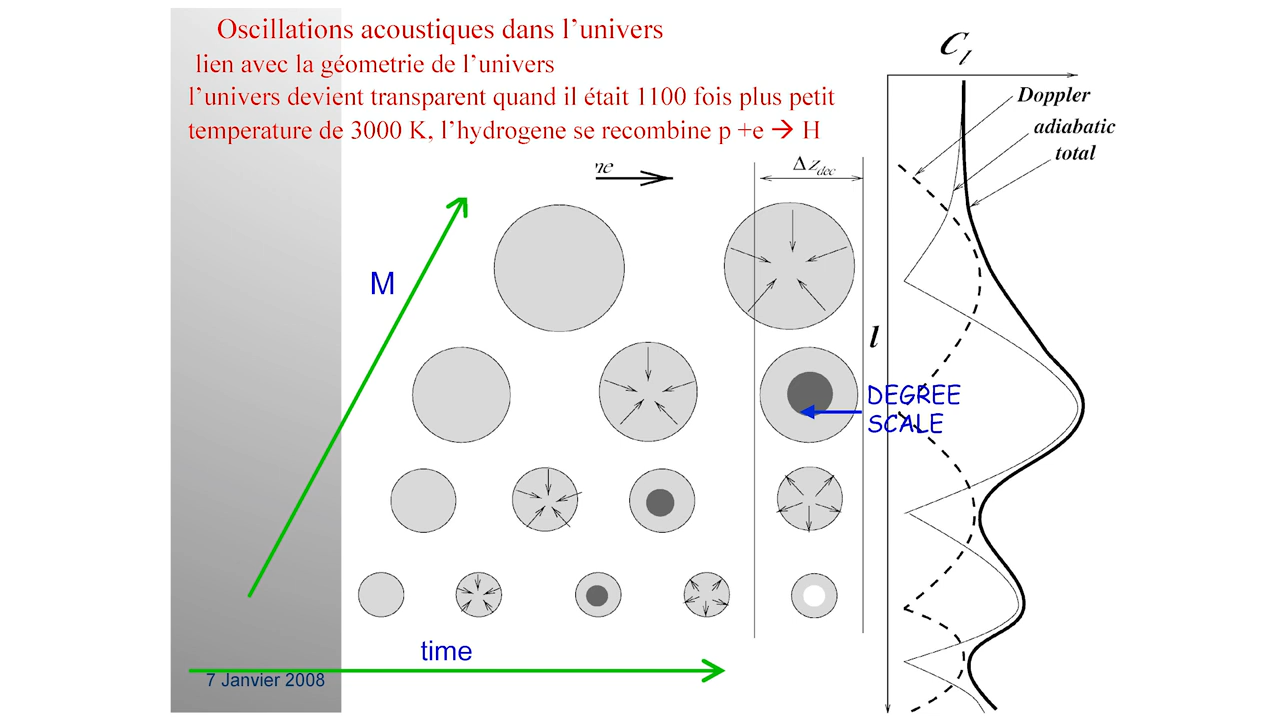 Oscillations acoustiques dans l’univers
lien avec la géometrie de l’univers
l’univers devient transparent quand il était 1100 fois plus petit
temperature de 3000 K, l’hydrogene se recombine p +e → H
C_l
Doppler
adiabatic
total
Δz_dec
M
l
DEGREE
SCALE
time
7 Janvier 2008